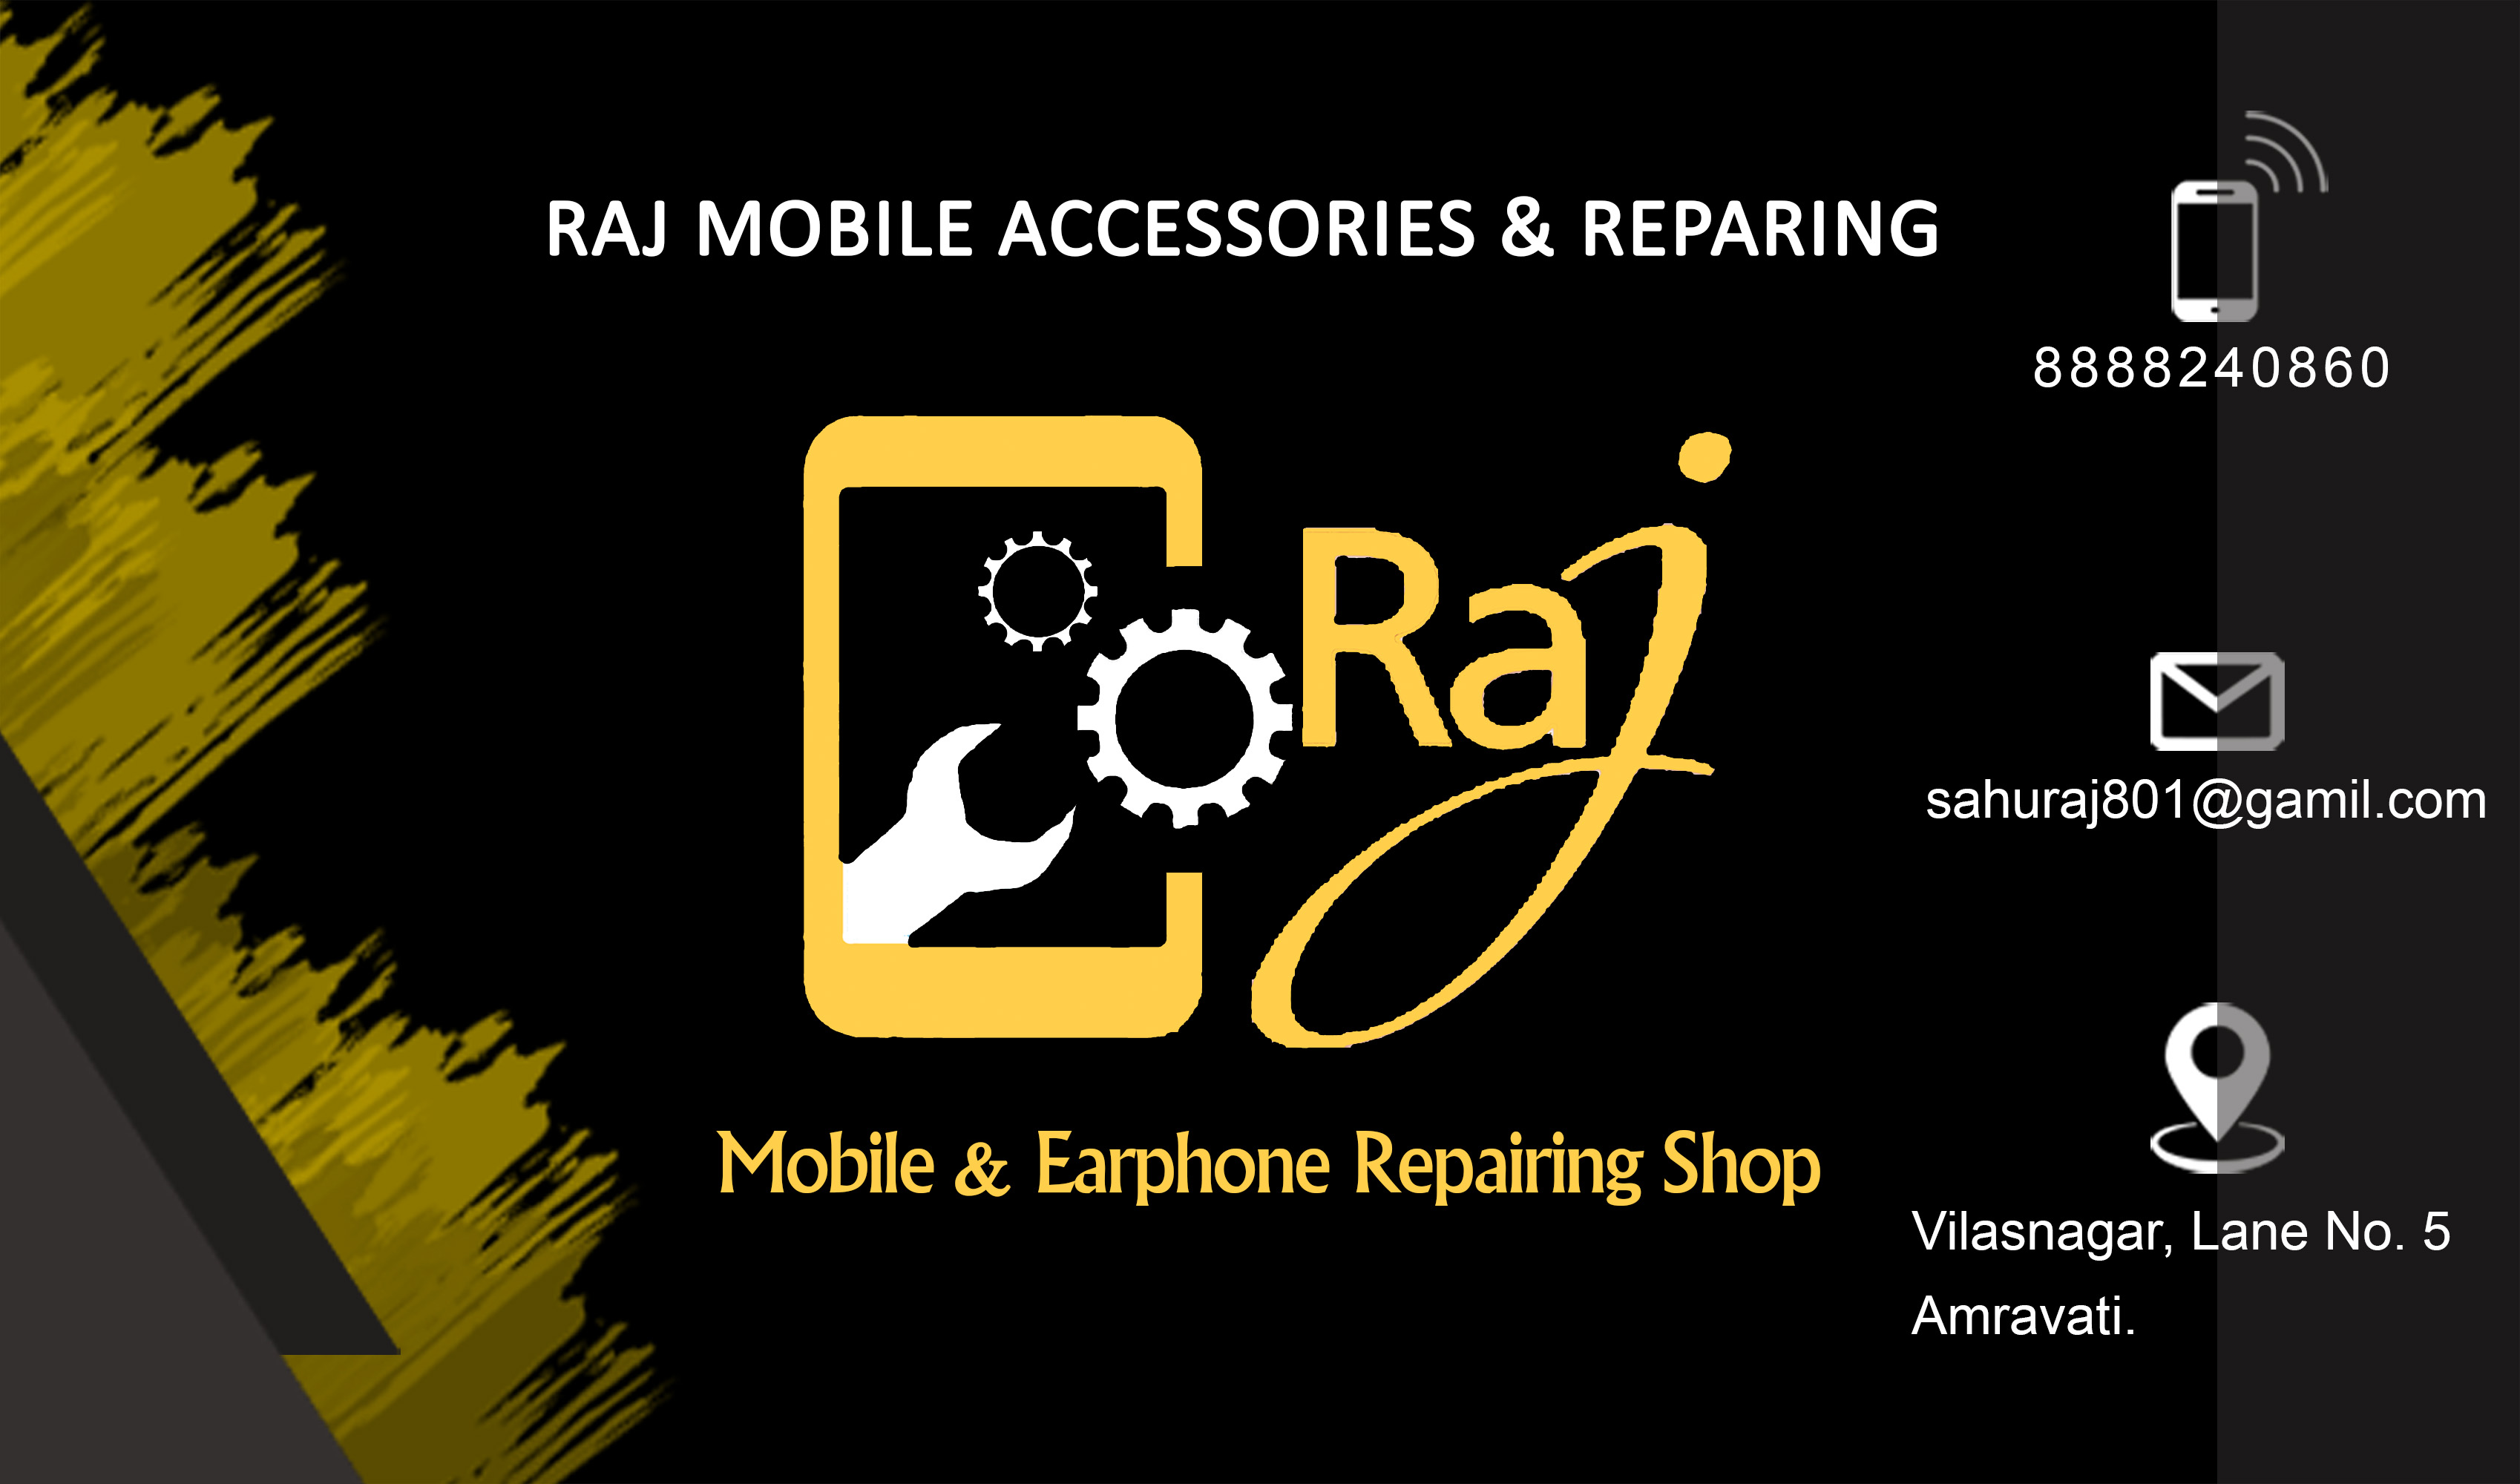 RAJ MOBILE ACCESSORIES & REPARING
8888240860
Raj
sahuraj801@gamil.com
Mobile & Earphone Repairing Shop
Vilasnagar, Lane No. 5
Amravati.